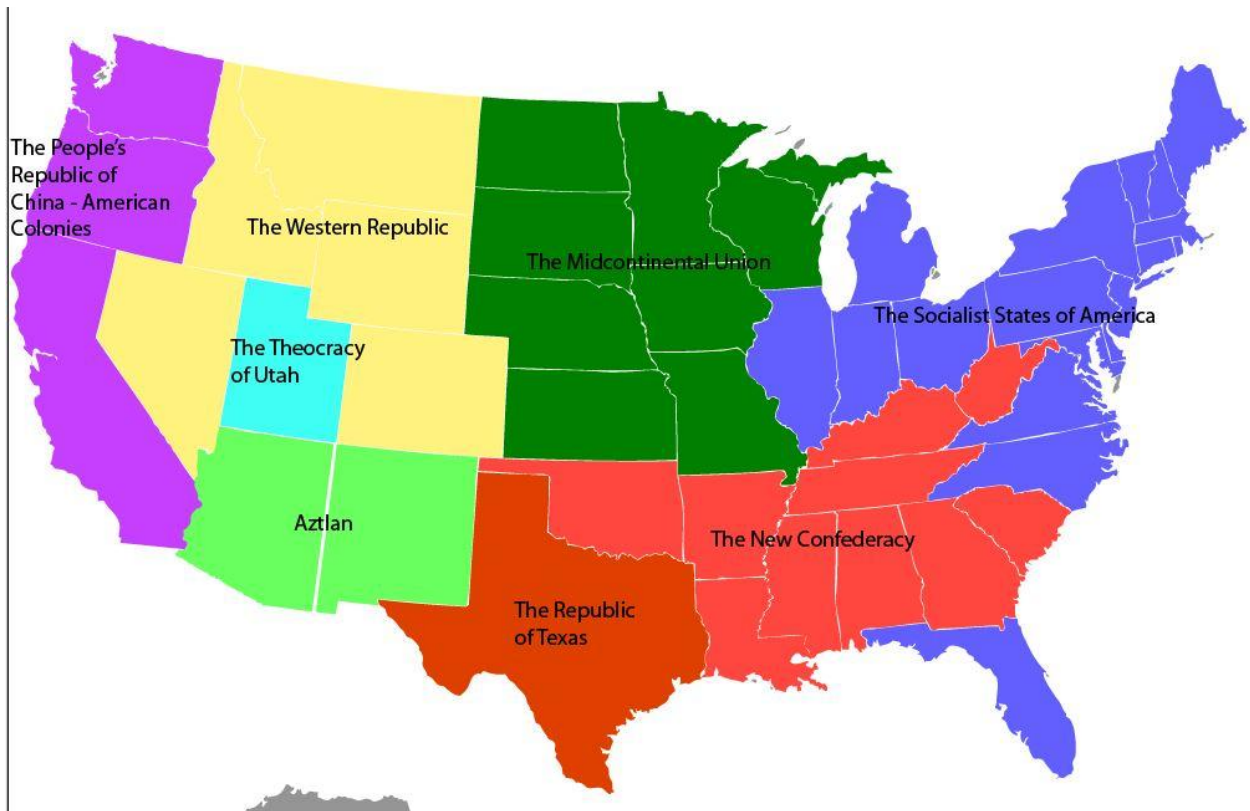 The People's
Republic of
China - American
Colonies
The Western Republic
The Midcontinental Union
The Socialist States of America
The Theocracy
of Utah
Aztlan
The New Confederacy
The Republic
of Texas